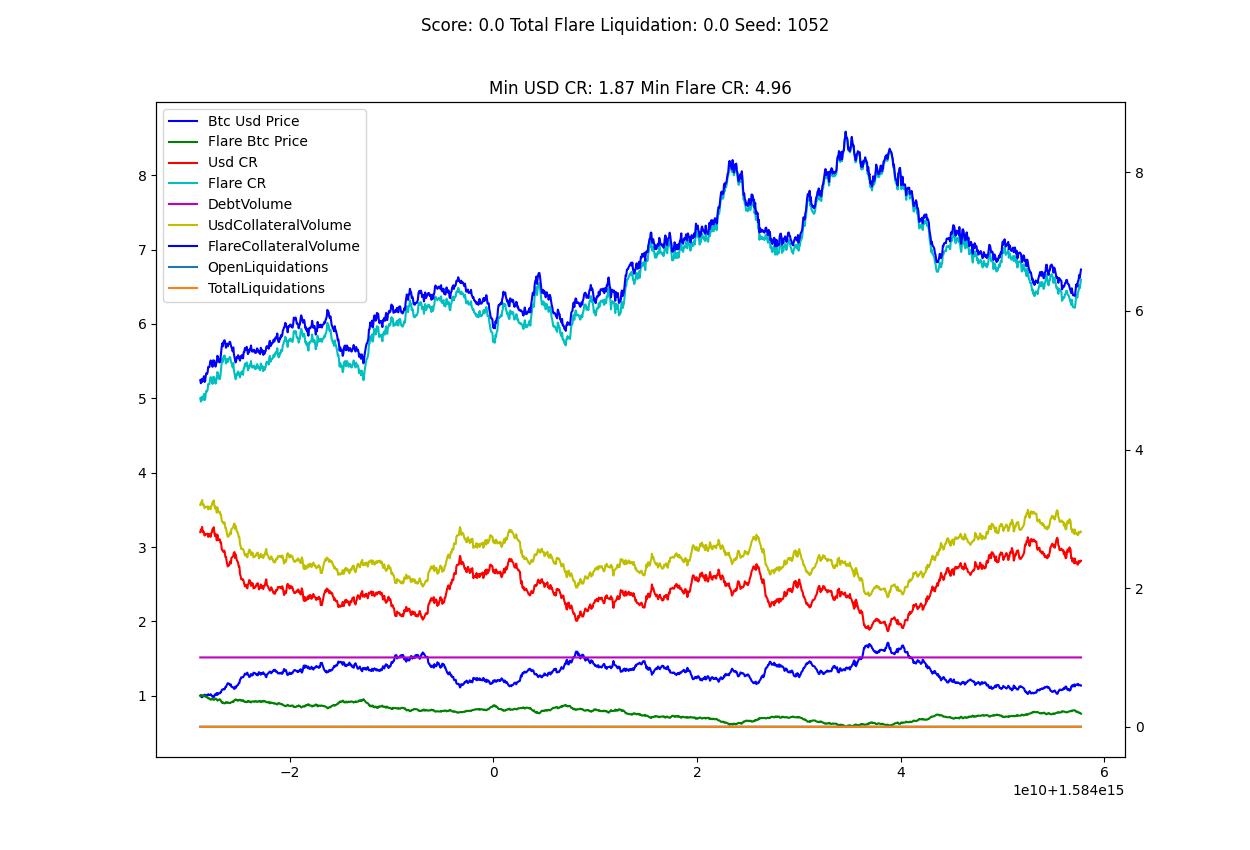 Score: 0.0 Total Flare Liquidation: 0.0 Seed: 1052
Min USD CR: 1.87 Min Flare CR: 4.96
Btc Usd Price
Flare Btc Price
Usd CR
Flare CR
DebtVolume
UsdCollateralVolume
FlareCollateralVolume
OpenLiquidations
TotalLiquidations
8
7
6
5
4
3
2
1
8
6
4
2
0
−2 0 2 4 6
1e10+1.584e15